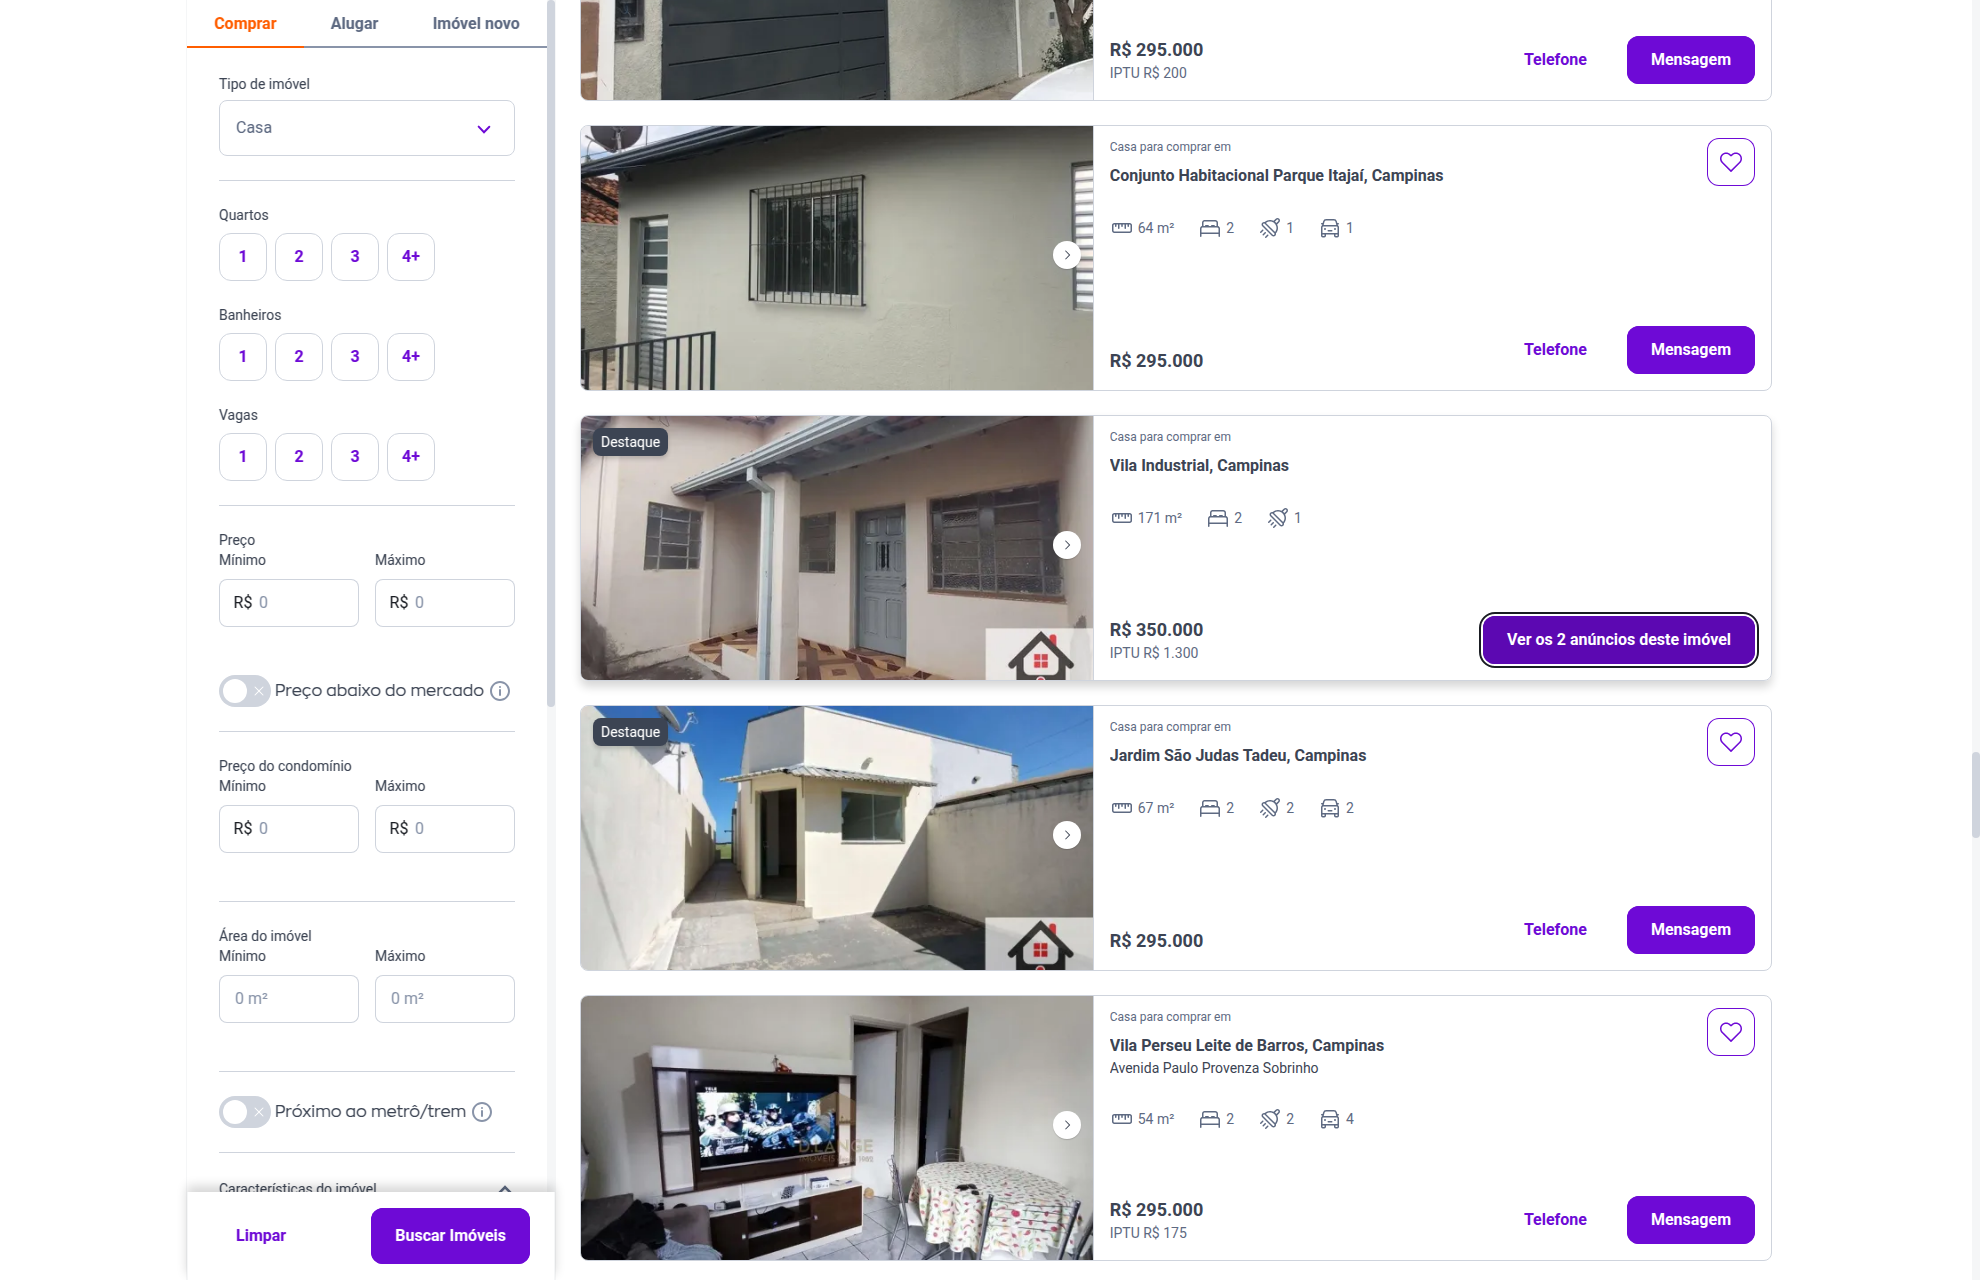 Comprar
Alugar
Imóvel novo
Tipo de imóvel
Casa
Quartos
1
2
3
4+
Banheiros
1
2
3
4+
Vagas
1
2
3
4+
Preço
Mínimo
Máximo
R$ 0
R$ 0
Preço abaixo do mercado
Preço do condomínio
Mínimo
Máximo
R$ 0
R$ 0
Área do imóvel
Mínimo
Máximo
0 m²
0 m²
Próximo ao metrô/trem
Características do imóvel
Limpar
Buscar Imóveis
R$ 295.000
IPTU R$ 200
Telefone
Mensagem
Casa para comprar em
Conjunto Habitacional Parque Itajaí, Campinas
64 m²
2
1
1
R$ 295.000
Telefone
Mensagem
Destaque
Casa para comprar em
Vila Industrial, Campinas
171 m²
2
1
R$ 350.000
IPTU R$ 1.300
Ver os 2 anúncios deste imóvel
Destaque
Casa para comprar em
Jardim São Judas Tadeu, Campinas
67 m²
2
2
2
R$ 295.000
Telefone
Mensagem
Casa para comprar em
Vila Perseu Leite de Barros, Campinas
Avenida Paulo Provenza Sobrinho
54 m²
2
2
4
D.LANGE
R$ 295.000
IPTU R$ 175
Telefone
Mensagem